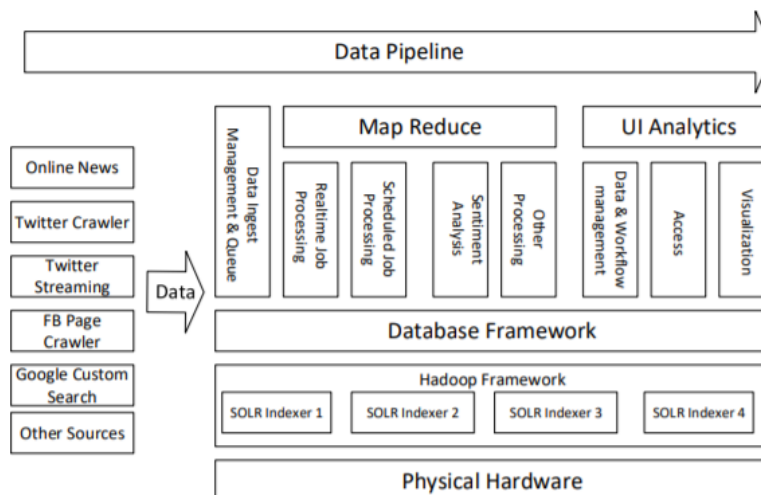 Data Pipeline
Online News
Twitter Crawler
Twitter
Streaming
FB Page
Crawler
Google Custom
Search
Other Sources
Data
Data Ingest
Management & Queue
Map Reduce
Realtime Job
Processing
Scheduled Job
Processing
Sentiment
Analysis
Other
Processing
UI Analytics
Data & Workflow
management
Access
Visualization
Database Framework
Hadoop Framework
SOLR Indexer 1
SOLR Indexer 2
SOLR Indexer 3
SOLR Indexer 4
Physical Hardware